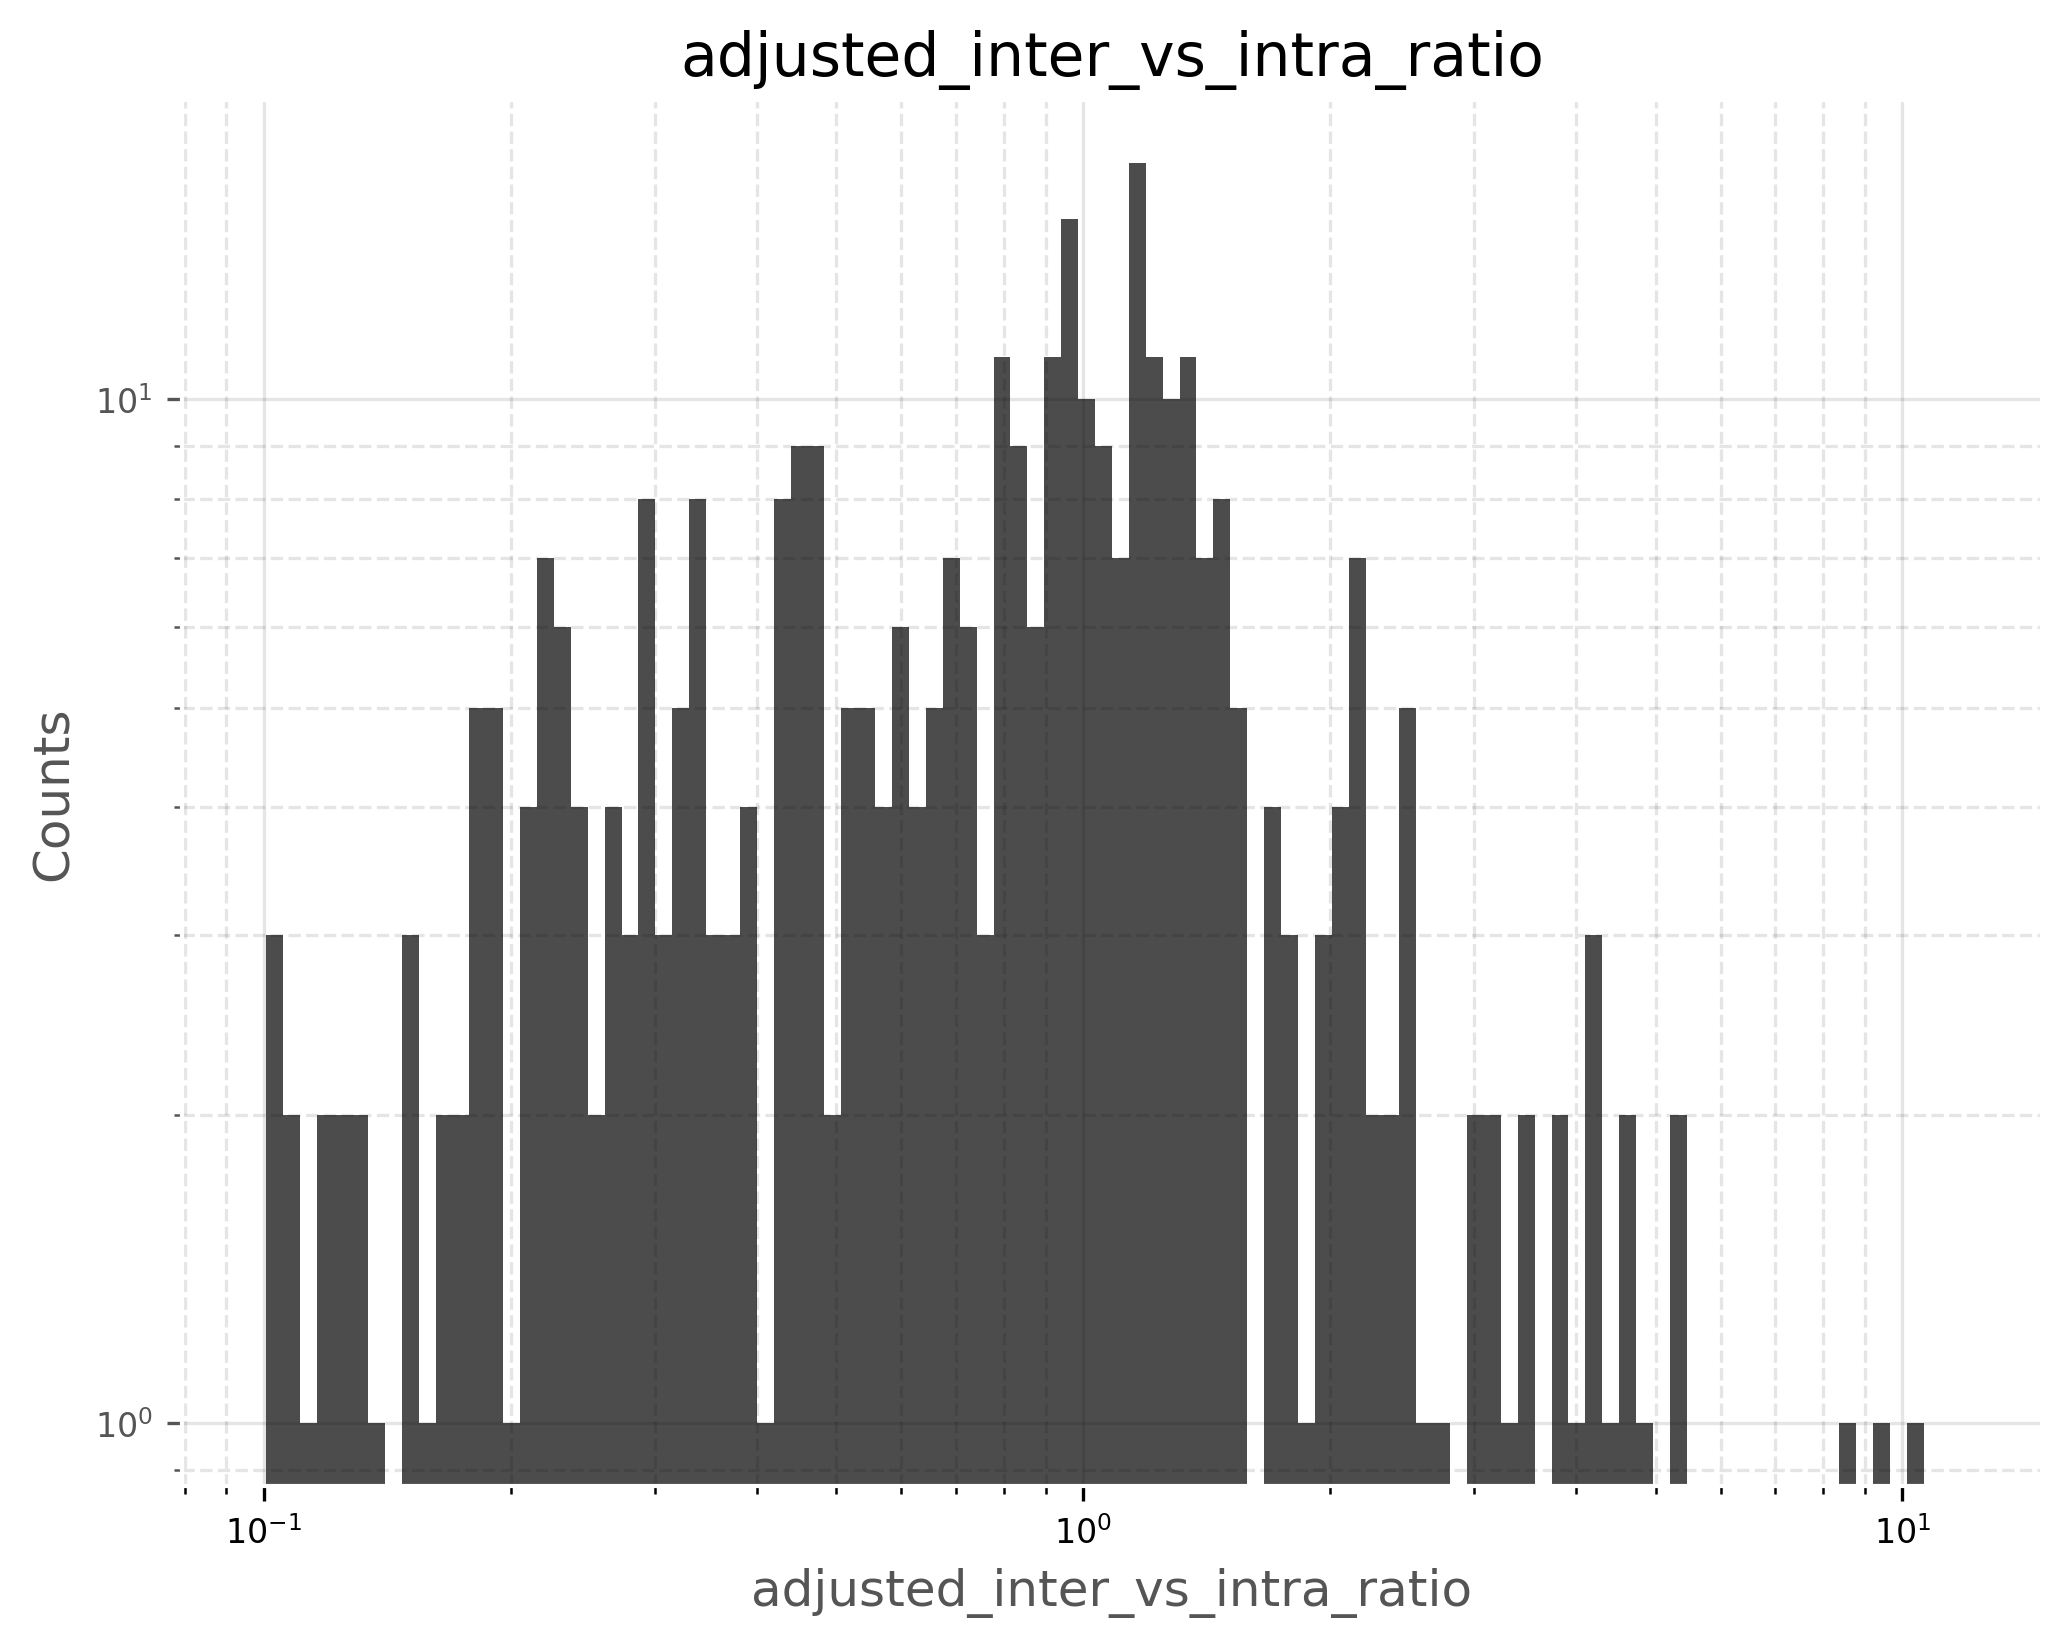 adjusted_inter_vs_intra_ratio
10¹
10⁰
Counts
10⁻¹ 10⁰ 10¹
adjusted_inter_vs_intra_ratio